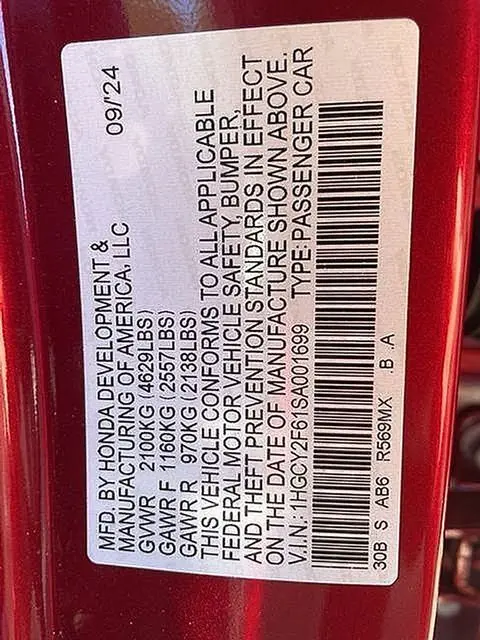 MFD. BY HONDA DEVELOPMENT & 09/'24
MANUFACTURING OF AMERICA, LLC
GVWR 2100KG (4629LBS)
GAWR F 1160KG (2557LBS)
GAWR R 970KG (2138LBS)
THIS VEHICLE CONFORMS TO ALL APPLICABLE
FEDERAL MOTOR VEHICLE SAFETY, BUMPER,
AND THEFT PREVENTION STANDARDS IN EFFECT
ON THE DATE OF MANUFACTURE SHOWN ABOVE.
V.I.N.: 1HGCY2F61SA001699 TYPE:PASSENGER CAR
30B S AB6 R569MX .B .A